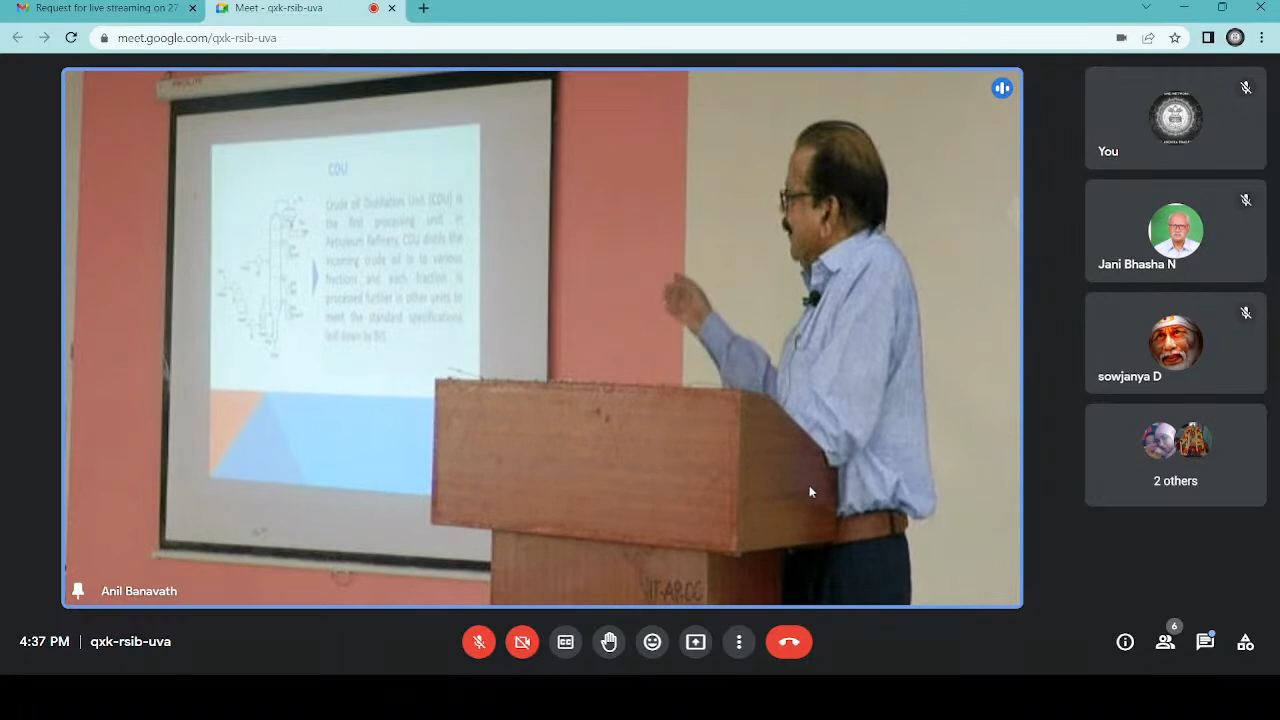 Request for live streaming on 27
Meet - qxk-rsib-uva
meet.google.com/qxk-rsib-uva
CDU
Crude oil Distillation Unit (CDU) is
the first processing unit in
Petroleum Refinery. CDU distills the
incoming crude oil in to various
fractions and each fraction is
processed further in other units to
meet the standard specifications
laid down by BIS
Anil Banavath
You
Jani Bhasha N
sowjanya D
2 others
4:37 PM
qxk-rsib-uva
6